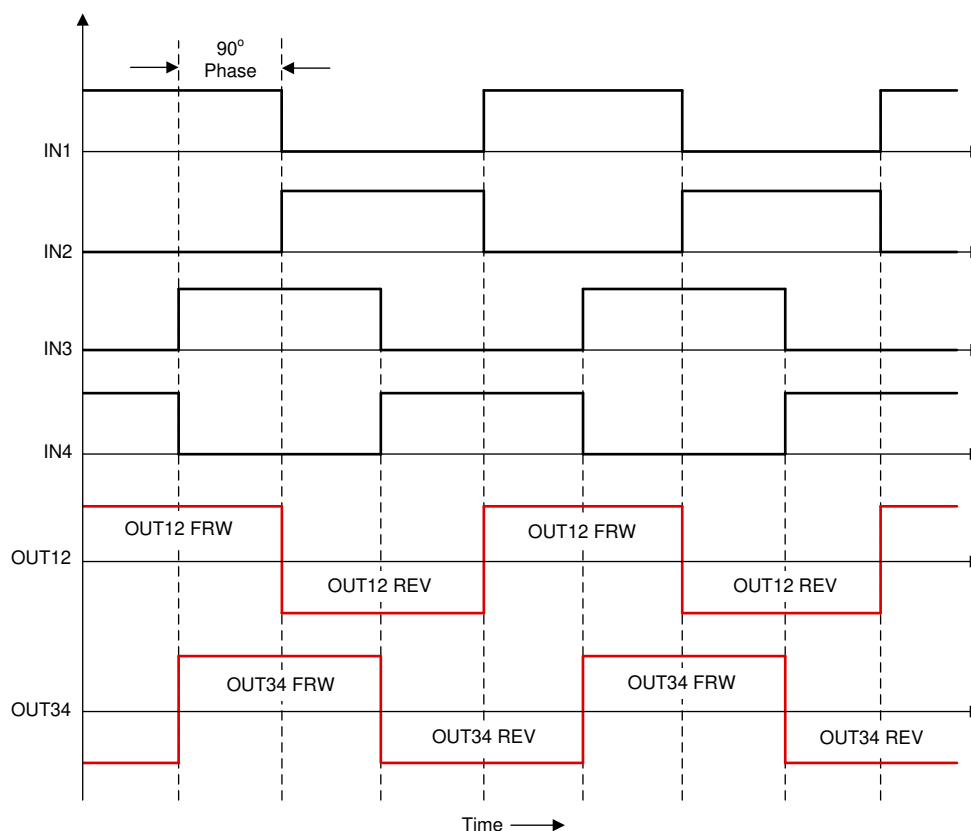 90°
Phase
IN1
IN2
IN3
IN4
OUT12 FRW
OUT12 FRW
OUT12
OUT12 REV
OUT12 REV
OUT34 FRW
OUT34 FRW
OUT34
OUT34 REV
OUT34 REV
Time